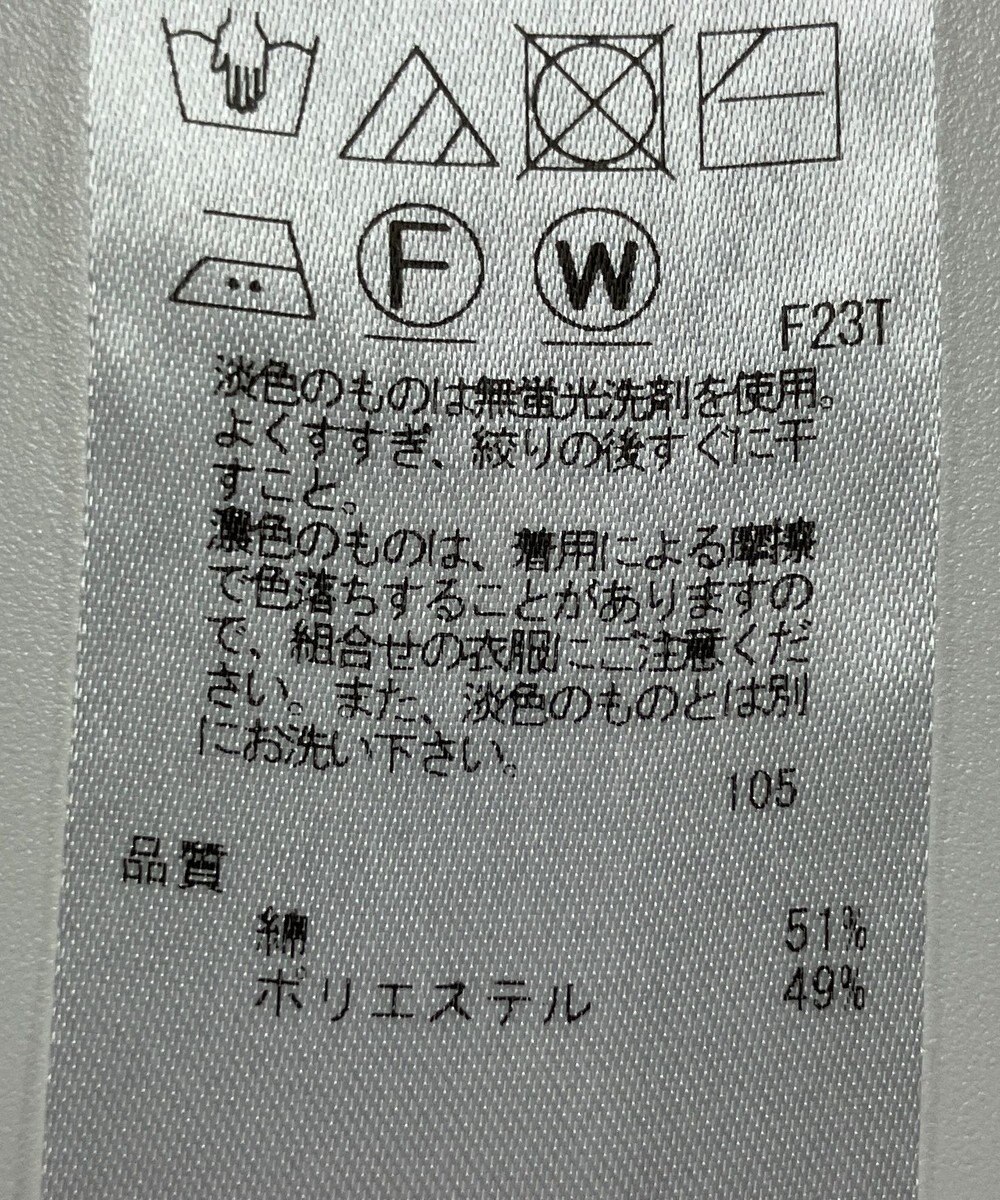 F W
F23T
淡色のものは無蛍光洗剤を使用。
よくすすぎ、絞りの後すぐに干
すこと。
濃色のものは、着用による摩擦
で色落ちすることがありますの
で、組合せの衣服にご注意くだ
さい。また、淡色のものとは別
にお洗い下さい。
105
品質
綿 51%
ポリエステル 49%